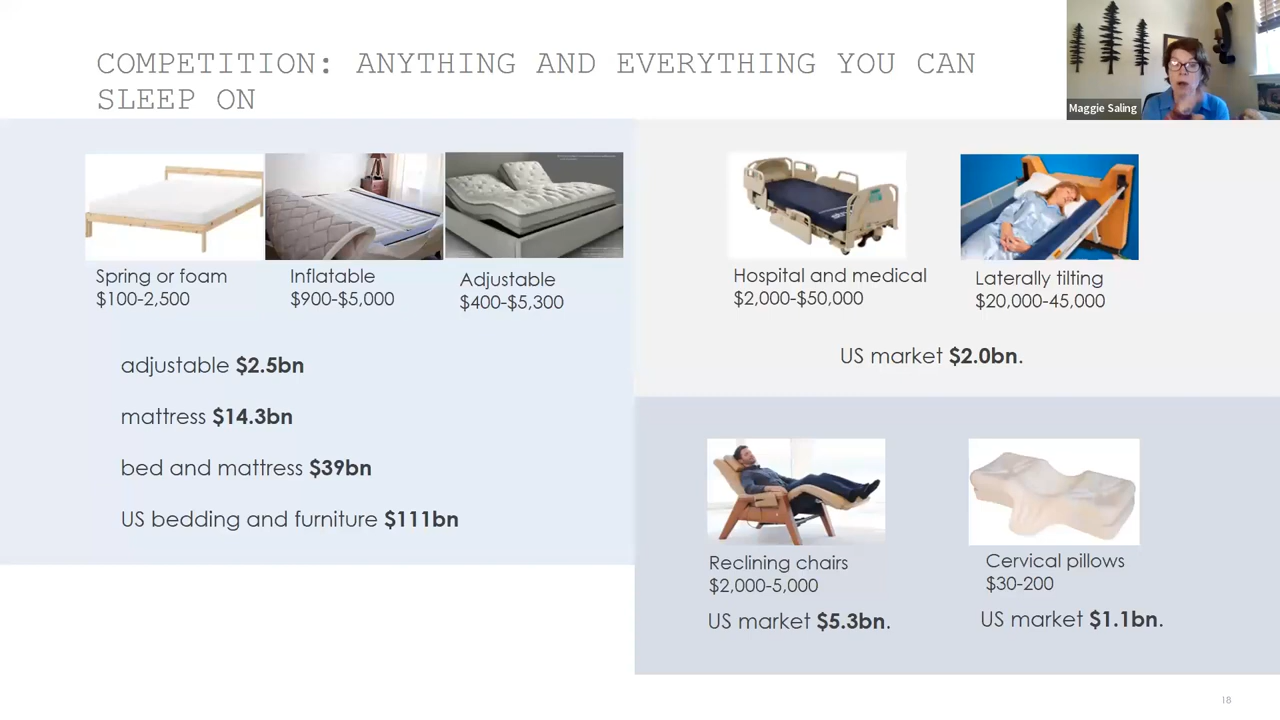 COMPETITION: ANYTHING AND EVERYTHING YOU CAN
SLEEP ON
Maggie Saling
Spring or foam
$100-2,500
Inflatable
$900-$5,000
Adjustable
$400-$5,300
adjustable $2.5bn
mattress $14.3bn
bed and mattress $39bn
US bedding and furniture $111bn
Hospital and medical
$2,000-$50,000
Laterally tilting
$20,000-45,000
US market $2.0bn.
Reclining chairs
$2,000-5,000
US market $5.3bn.
Cervical pillows
$30-200
US market $1.1bn.
18